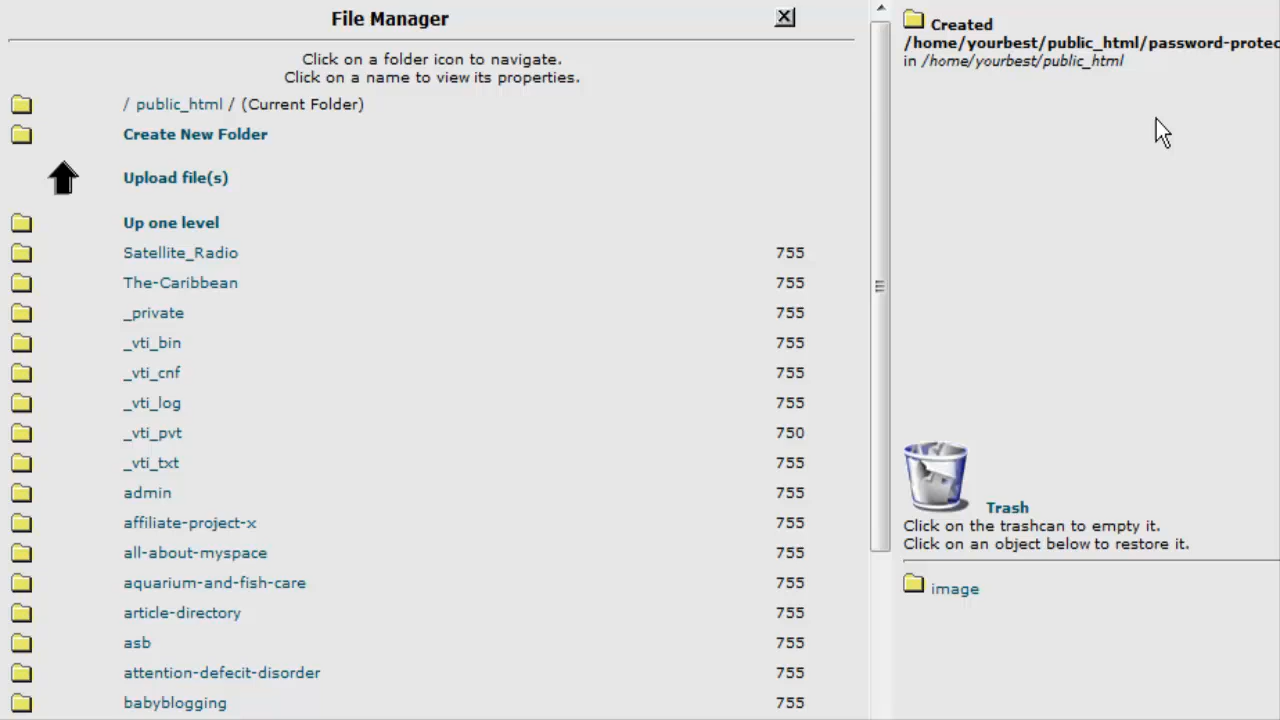 File Manager
Click on a folder icon to navigate.
Click on a name to view its properties.
/ public_html / (Current Folder)
Create New Folder
Upload file(s)
Up one level
Satellite_Radio 755
The-Caribbean 755
_private 755
_vti_bin 755
_vti_cnf 755
_vti_log 755
_vti_pvt 750
_vti_txt 755
admin 755
affiliate-project-x 755
all-about-myspace 755
aquarium-and-fish-care 755
article-directory 755
asb 755
attention-defecit-disorder 755
babyblogging 755
Created
/home/yourbest/public_html/password-protec
in /home/yourbest/public_html
Trash
Click on the trashcan to empty it.
Click on an object below to restore it.
image